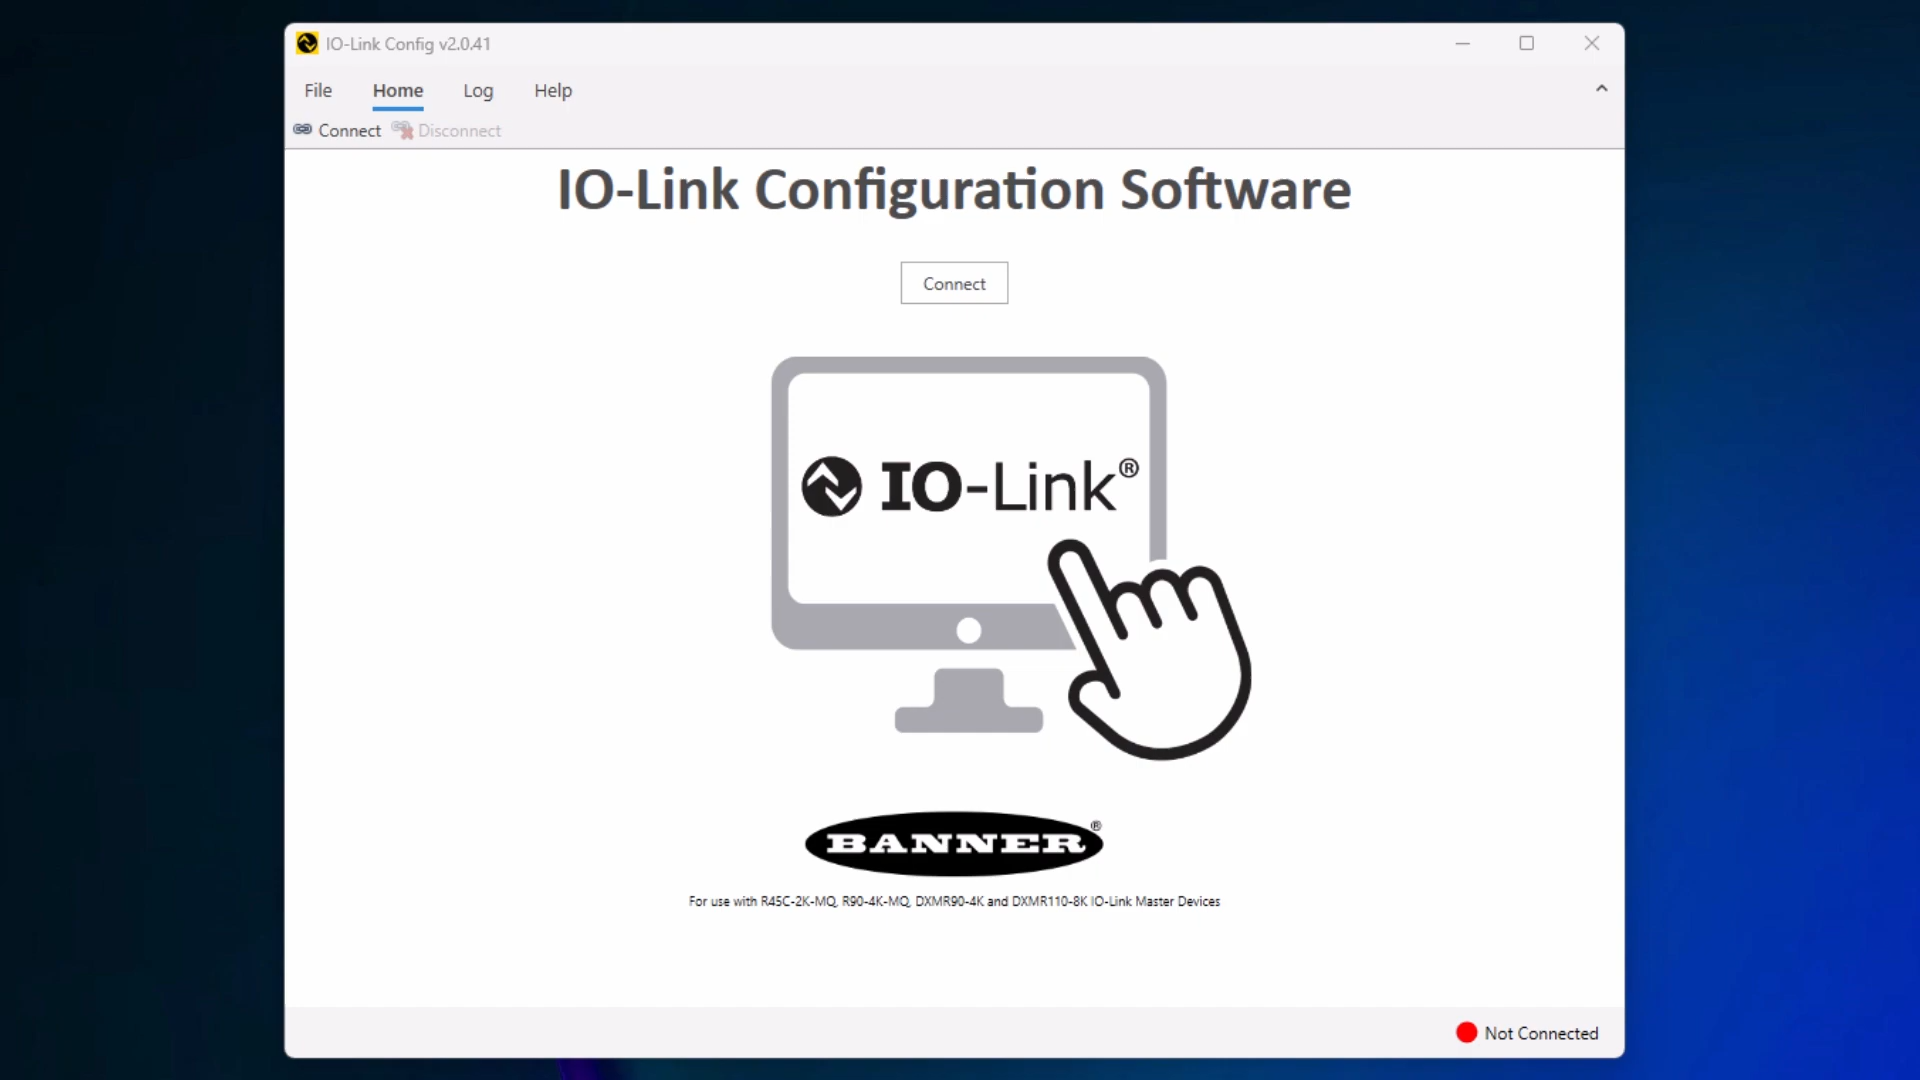 IO-Link Config v2.0.41
File Home Log Help
Connect Disconnect
IO-Link Configuration Software
Connect
IO-Link®
BANNER®
For use with R45C-2K-MQ, R90-4K-MQ, DXMR90-4K and DXMR110-8K IO-Link Master Devices
Not Connected